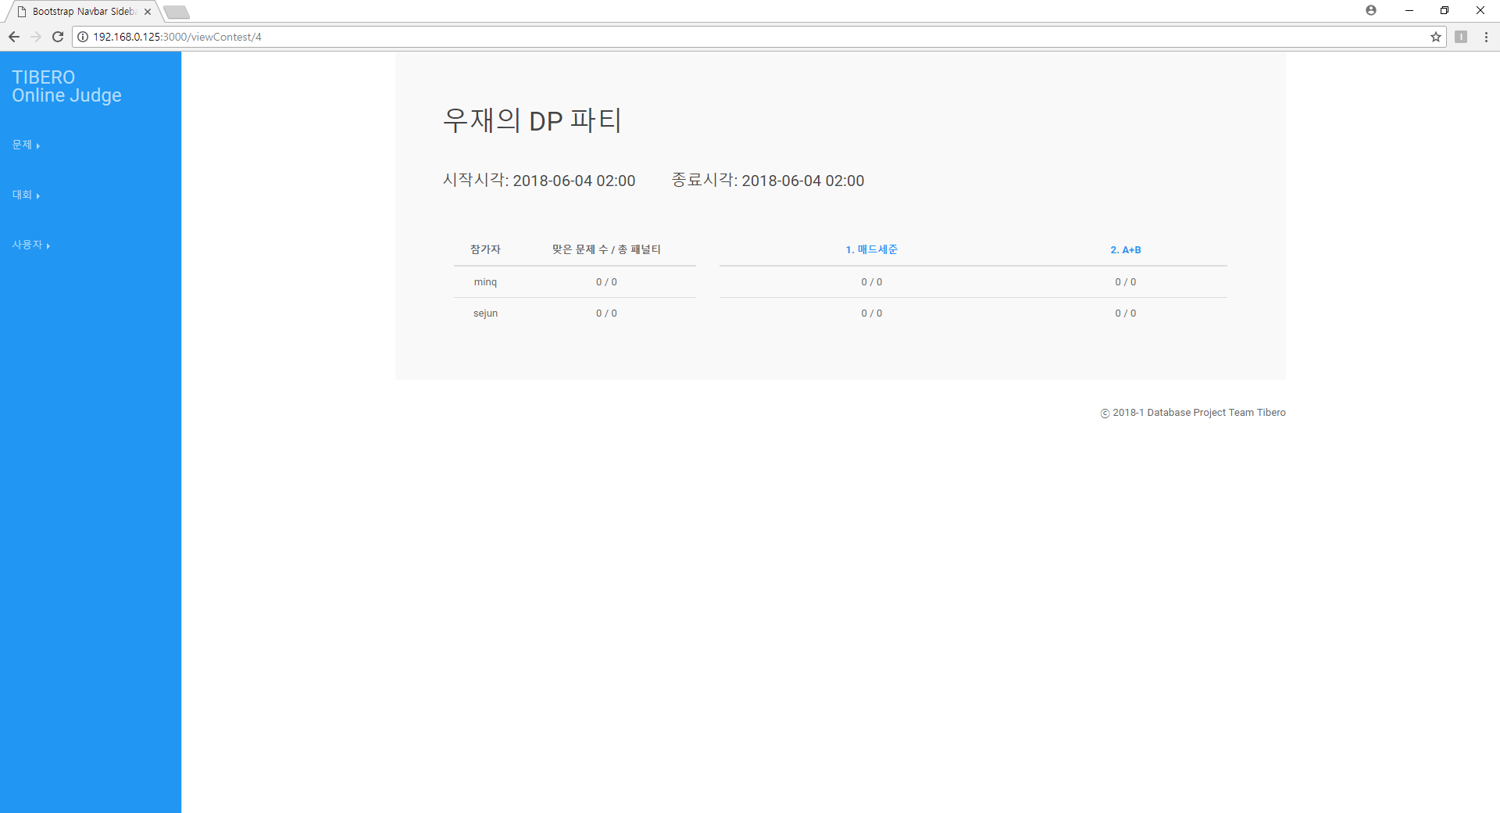 Bootstrap Navbar Sideb
192.168.0.125:3000/viewContest/4
TIBERO
Online Judge
문제
대회
사용자
우재의 DP 파티
시작시각: 2018-06-04 02:00 종료시각: 2018-06-04 02:00
참가자 맞은 문제 수 / 총 패널티 1. 매드세준 2. A+B
minq 0 / 0 0 / 0 0 / 0
sejun 0 / 0 0 / 0 0 / 0
ⓒ 2018-1 Database Project Team Tibero